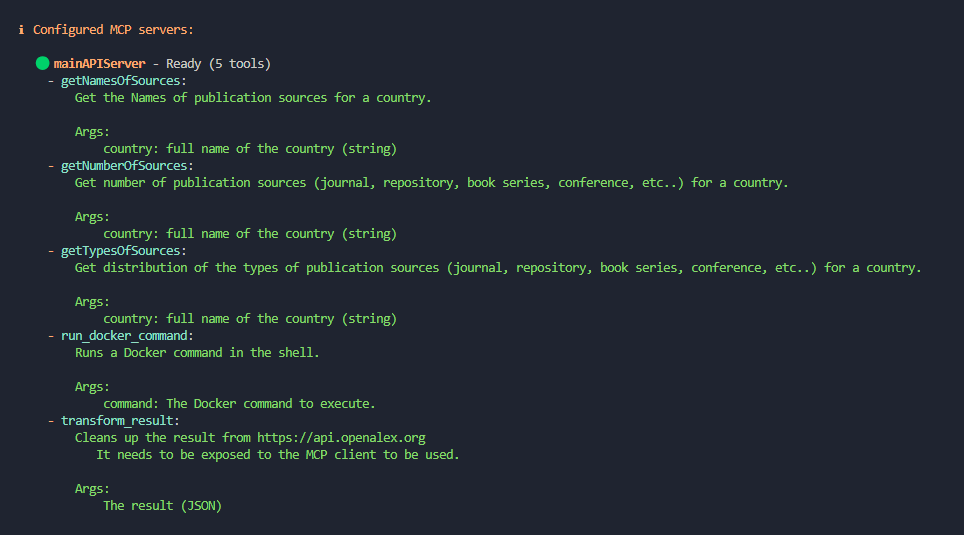 ℹ Configured MCP servers:
mainAPIServer - Ready (5 tools)
- getNamesOfSources:
Get the Names of publication sources for a country.
Args:
country: full name of the country (string)
- getNumberOfSources:
Get number of publication sources (journal, repository, book series, conference, etc..) for a country.
Args:
country: full name of the country (string)
- getTypesOfSources:
Get distribution of the types of publication sources (journal, repository, book series, conference, etc..) for a country.
Args:
country: full name of the country (string)
- run_docker_command:
Runs a Docker command in the shell.
Args:
command: The Docker command to execute.
- transform_result:
Cleans up the result from https://api.openalex.org
It needs to be exposed to the MCP client to be used.
Args:
The result (JSON)